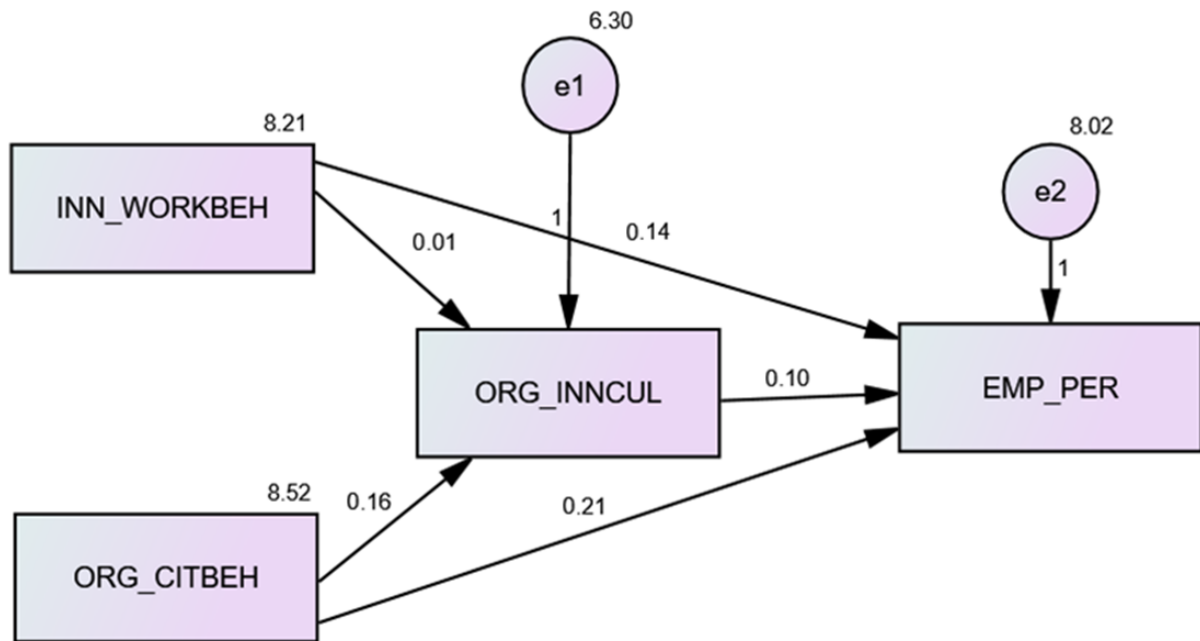 6.30
e1
8.21
8.02
INN_WORKBEH
e2
1
0.14
0.01
1
ORG_INNCUL
0.10
EMP_PER
8.52
0.16
0.21
ORG_CITBEH